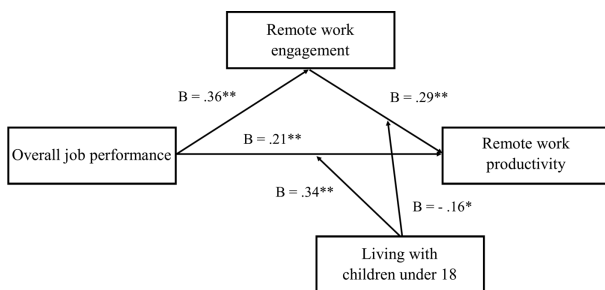 Remote work
engagement
B = .36**
B = .29**
Overall job performance
B = .21**
Remote work
productivity
B = .34**
B = - .16*
Living with
children under 18